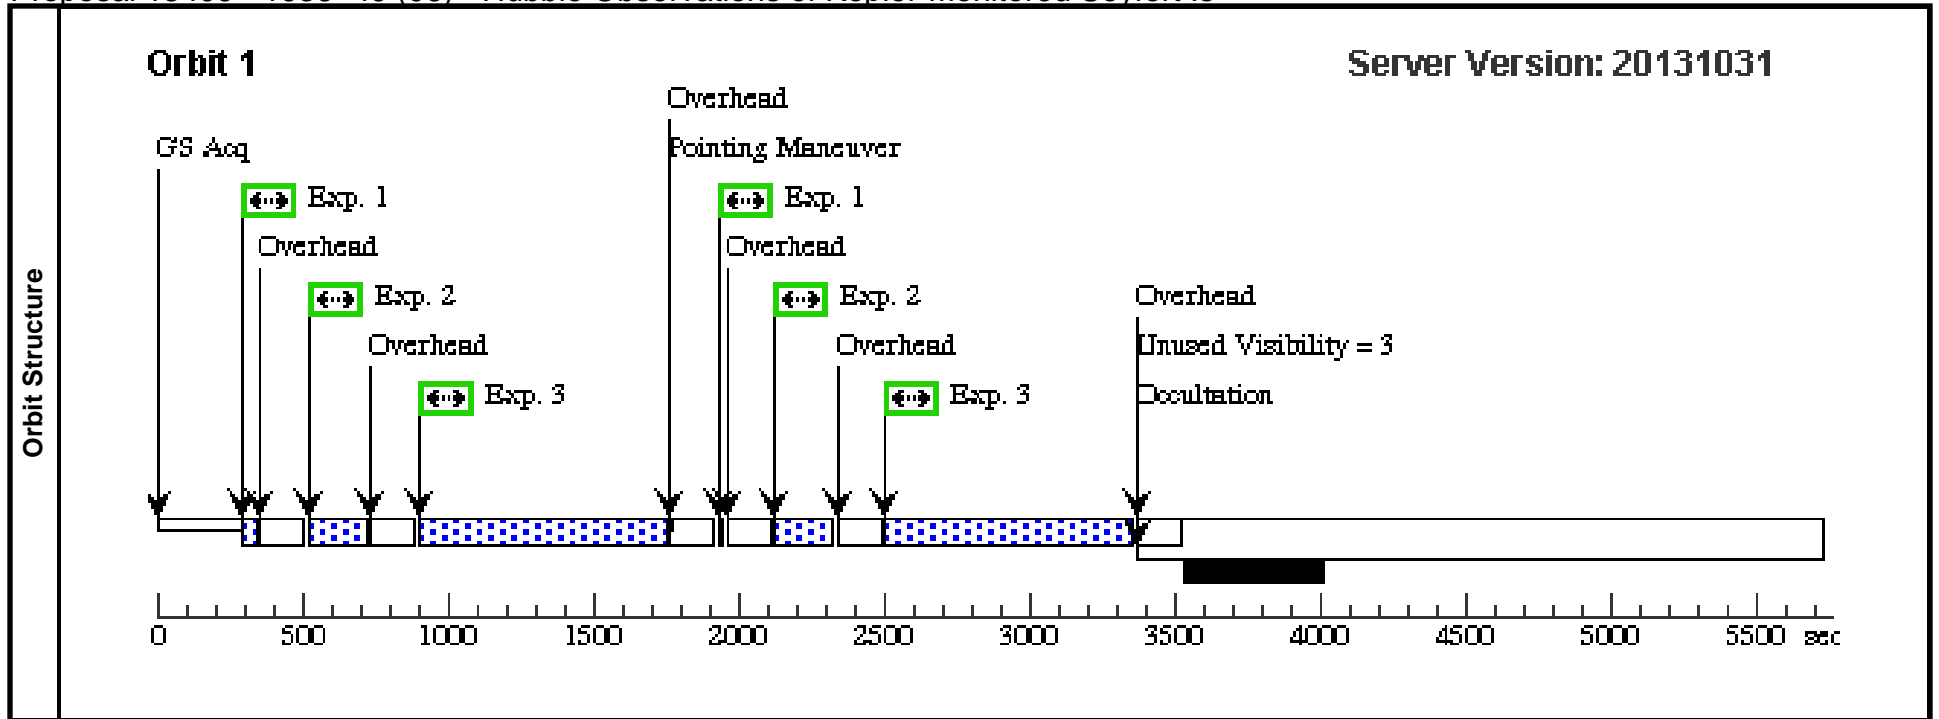 Orbit Structure
Orbit 1
Server Version: 20131031
Overhead
GS Acq
Pointing Maneuver
Exp. 1
Exp. 1
Overhead
Overhead
Exp. 2
Exp. 2
Overhead
Overhead
Overhead
Unused Visibility = 3
Exp. 3
Exp. 3
Occultation
0 500 1000 1500 2000 2500 3000 3500 4000 4500 5000 5500 sec